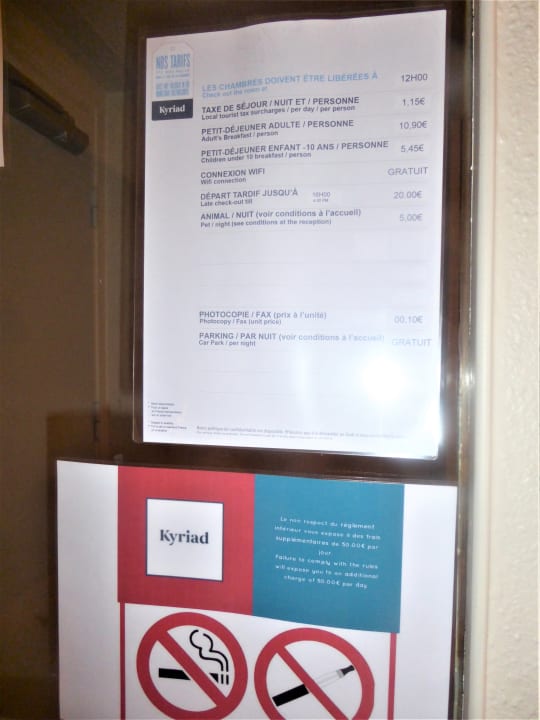 NOS TARIFS
LES CHAMBRES DOIVENT ÊTRE LIBÉRÉES À 12H00
Check out the room at
Kyriad
TAXE DE SÉJOUR / NUIT ET / PERSONNE 1,15€
Local tourist tax surcharges / per day / per person
PETIT-DÉJEUNER ADULTE / PERSONNE 10,90€
Adult's Breakfast / person
PETIT-DÉJEUNER ENFANT -10 ANS / PERSONNE 5,45€
Children under 10 breakfast / person
CONNEXION WIFI GRATUIT
Wifi connection
DÉPART TARDIF JUSQU'À 16H00 20,00€
Late check-out till 4:00 PM
ANIMAL / NUIT (voir conditions à l'accueil) 5,00€
Pet / night (see conditions at the reception)
PHOTOCOPIE / FAX (prix à l'unité) 00,10€
Photocopy / Fax (unit price)
PARKING / PAR NUIT (voir conditions à l'accueil) GRATUIT
Car Park / per night
Kyriad
Le non respect du règlement
intérieur vous expose à des frais
supplémentaires de 50.00€ par
jour.
Failure to comply with the rules
will expose you to an additional
charge of 50.00€ per day.